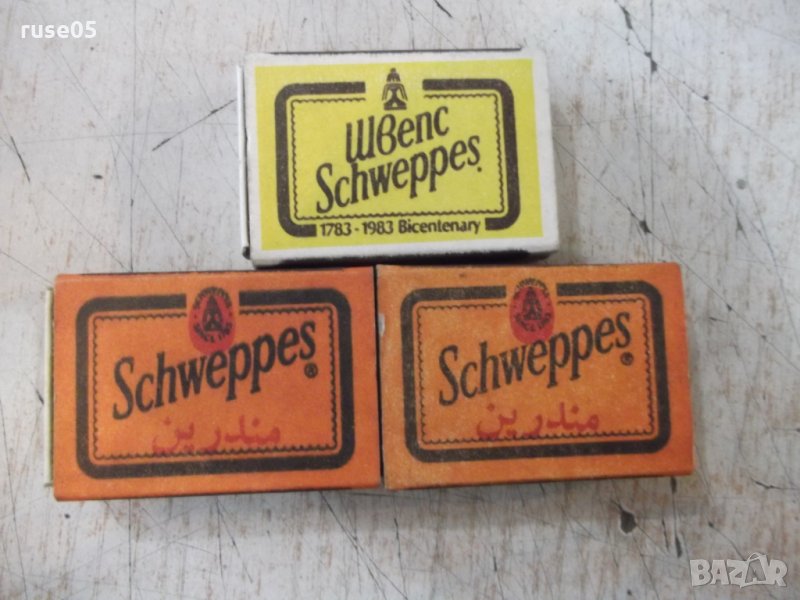 ruse05
Швепс
Schweppes
1783 - 1983 Bicentenary
Schweppes ®
مندرين
Schweppes ®
مندرين
BAZAR